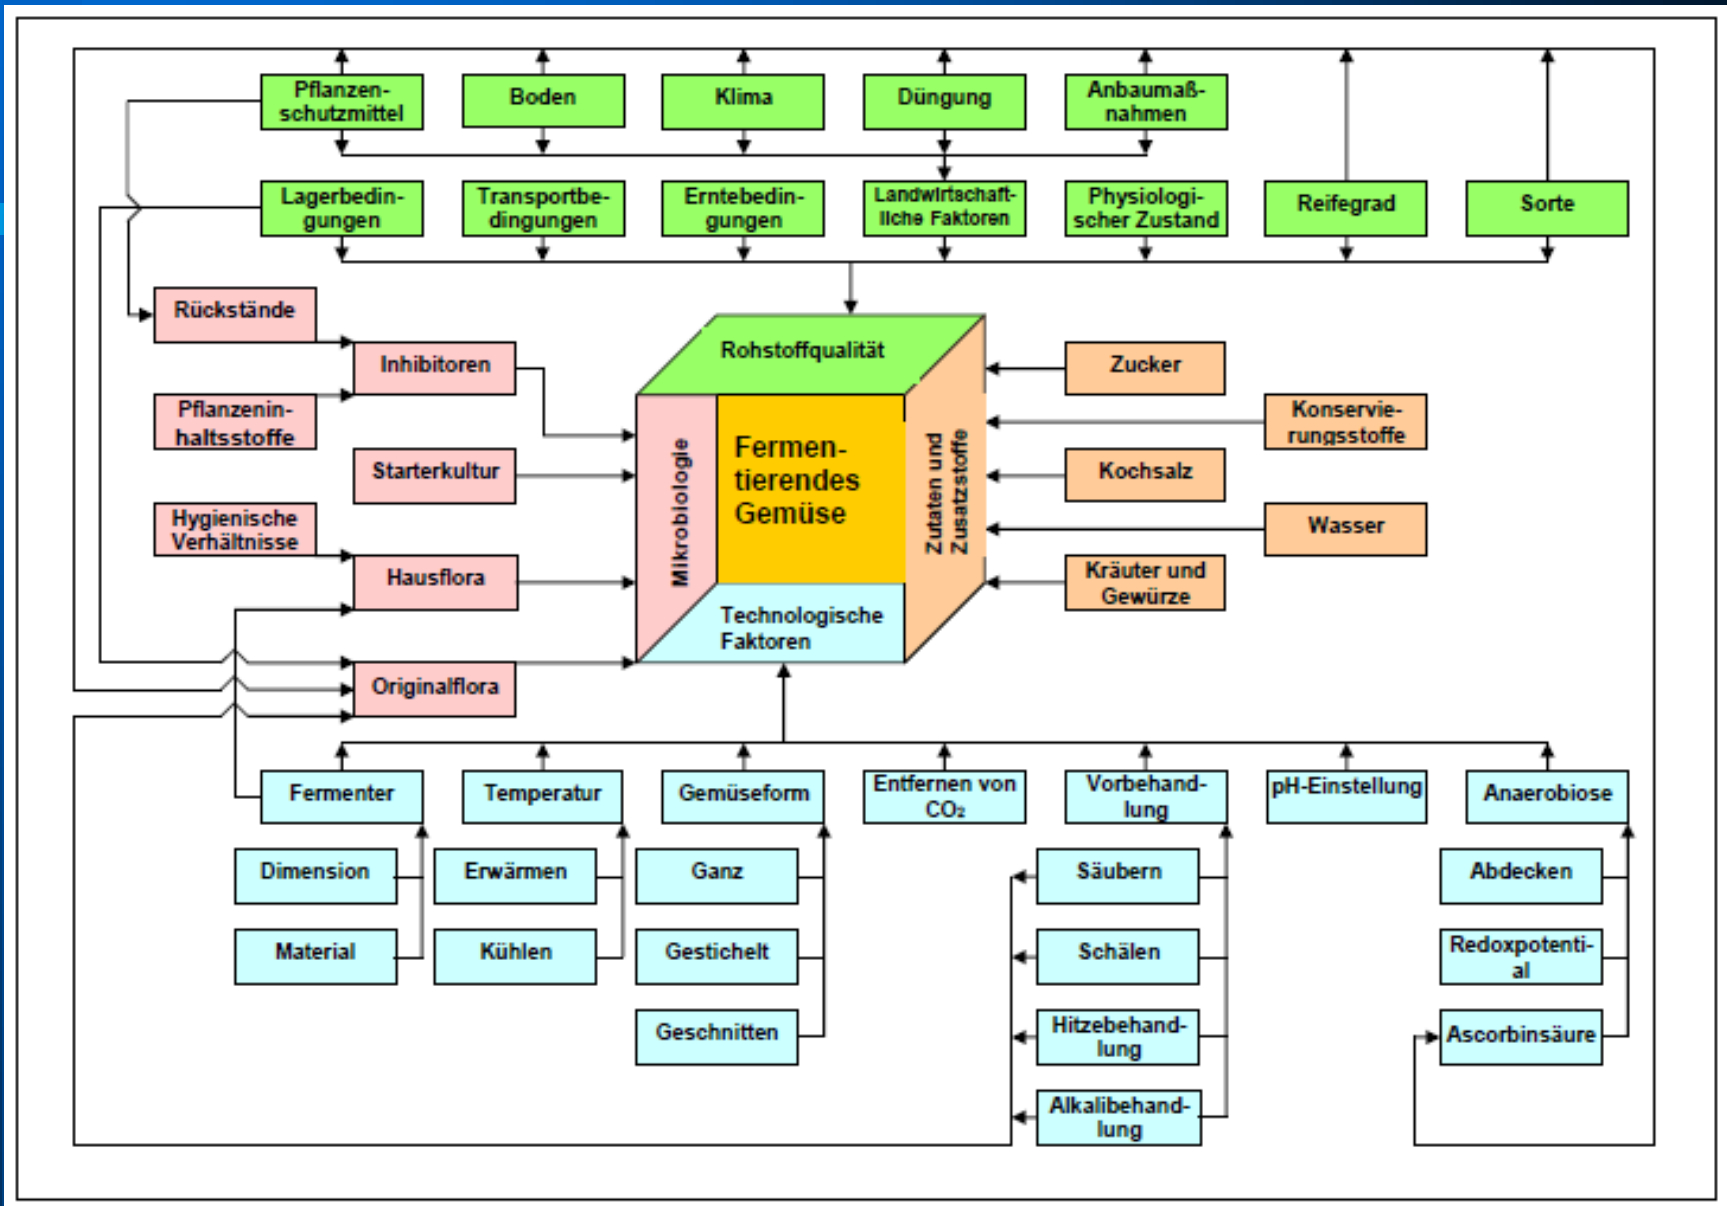 Pflanzen-
schutzmittel
Boden
Klima
Düngung
Anbaumaß-
nahmen
Lagerbedin-
gungen
Transportbe-
dingungen
Erntebedin-
gungen
Landwirtschaft-
liche Faktoren
Physiologi-
scher Zustand
Reifegrad
Sorte
Rückstände
Inhibitoren
Pflanzenin-
haltsstoffe
Starterkultur
Hygienische
Verhältnisse
Hausflora
Originalflora
Rohstoffqualität
Mikrobiologie
Fermen-
tierendes
Gemüse
Zutaten und
Zusatzstoffe
Technologische
Faktoren
Zucker
Konservie-
rungsstoffe
Kochsalz
Wasser
Kräuter und
Gewürze
Fermenter
Temperatur
Gemüseform
Entfernen von
CO₂
Vorbehand-
lung
pH-Einstellung
Anaerobiose
Dimension
Erwärmen
Ganz
Säubern
Abdecken
Material
Kühlen
Gestichelt
Schälen
Redoxpotenti-
al
Geschnitten
Hitzebehand-
lung
Ascorbinsäure
Alkalibehand-
lung